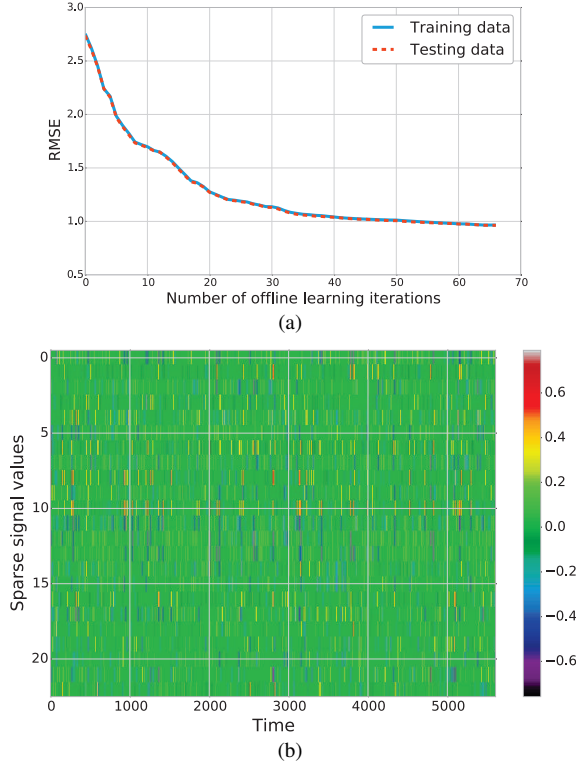 3.0
2.5
2.0
1.5
1.0
0.5
RMSE
Training data
Testing data
0 10 20 30 40 50 60 70
Number of offline learning iterations
(a)
0
5
10
15
20
Sparse signal values
0 1000 2000 3000 4000 5000
Time
0.6
0.4
0.2
0.0
−0.2
−0.4
−0.6
(b)